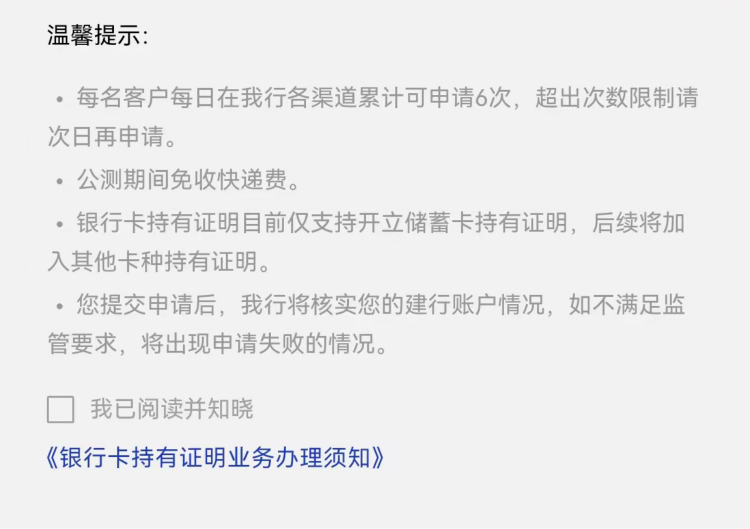 温馨提示：
• 每名客户每日在我行各渠道累计可申请6次，超出次数限制请
次日再申请。
• 公测期间免收快递费。
• 银行卡持有证明目前仅支持开立储蓄卡持有证明，后续将加
入其他卡种持有证明。
• 您提交申请后，我行将核实您的建行账户情况，如不满足监
管要求，将出现申请失败的情况。
我已阅读并知晓
《银行卡持有证明业务办理须知》